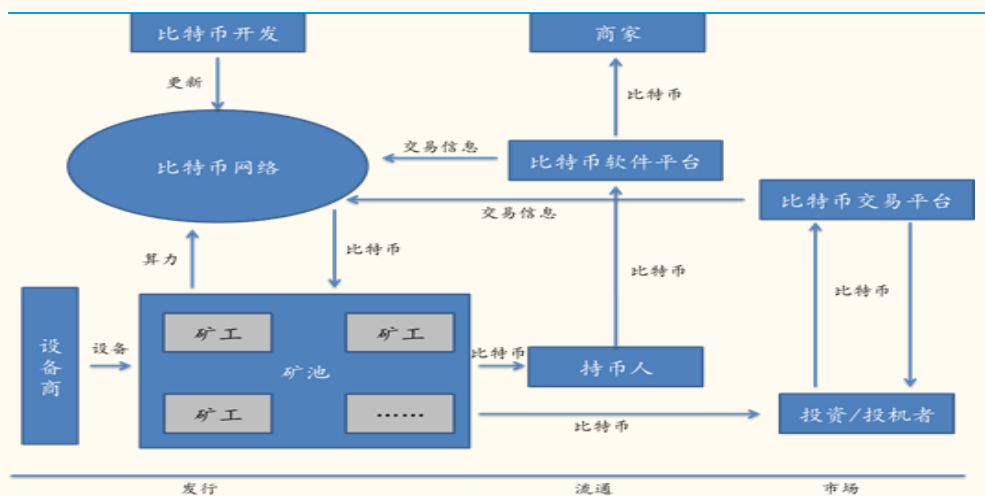 比特币开发
商家
更新
比特币
比特币网络
交易信息
比特币软件平台
交易信息
比特币交易平台
算力
比特币
比特币
比特币
设备商
设备
矿工
矿工
矿池
矿工
……
比特币
持币人
比特币
投资/投机者
发行
流通
市场